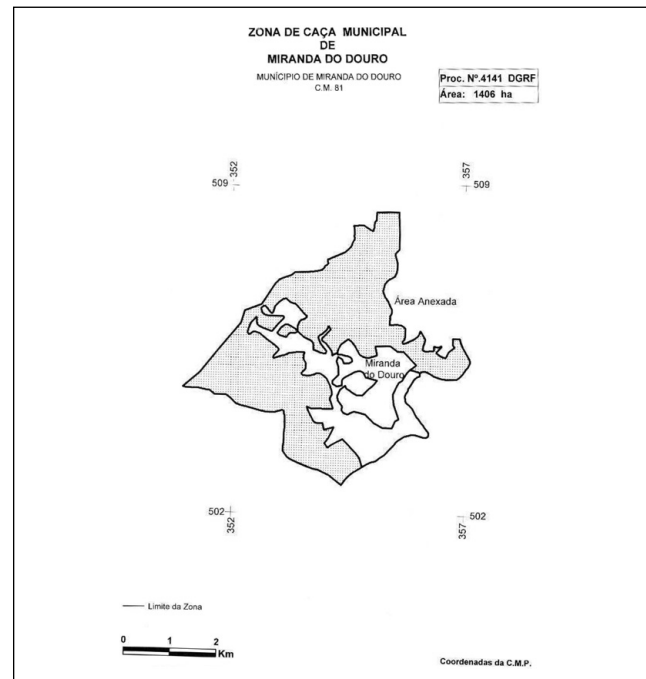 ZONA DE CAÇA MUNICIPAL
DE
MIRANDA DO DOURO
MUNÍCIPIO DE MIRANDA DO DOURO
C.M. 81
Proc. Nº.4141 DGRF
Área: 1406 ha
352
509
357
509
Área Anexada
Miranda
do Douro
502
352
502
357
Limite da Zona
0 1 2
Km
Coordenadas da C.M.P.